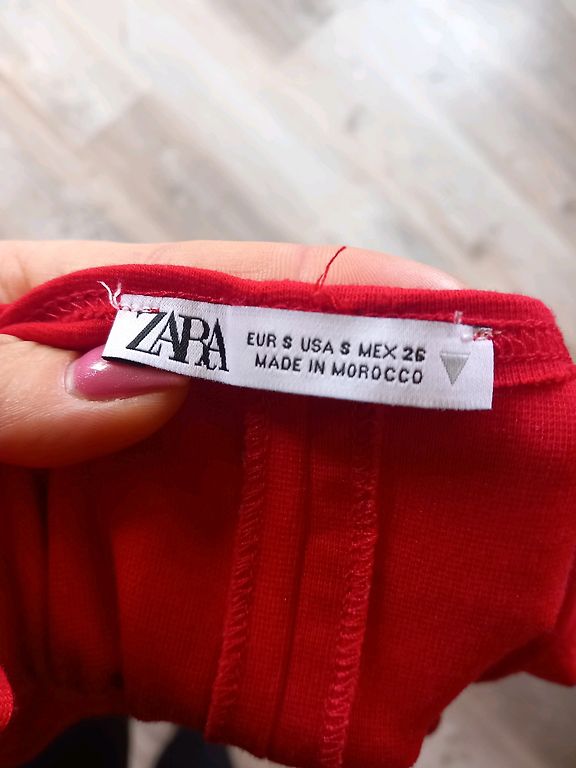 ZARA
EUR S USA S MEX 26
MADE IN MOROCCO